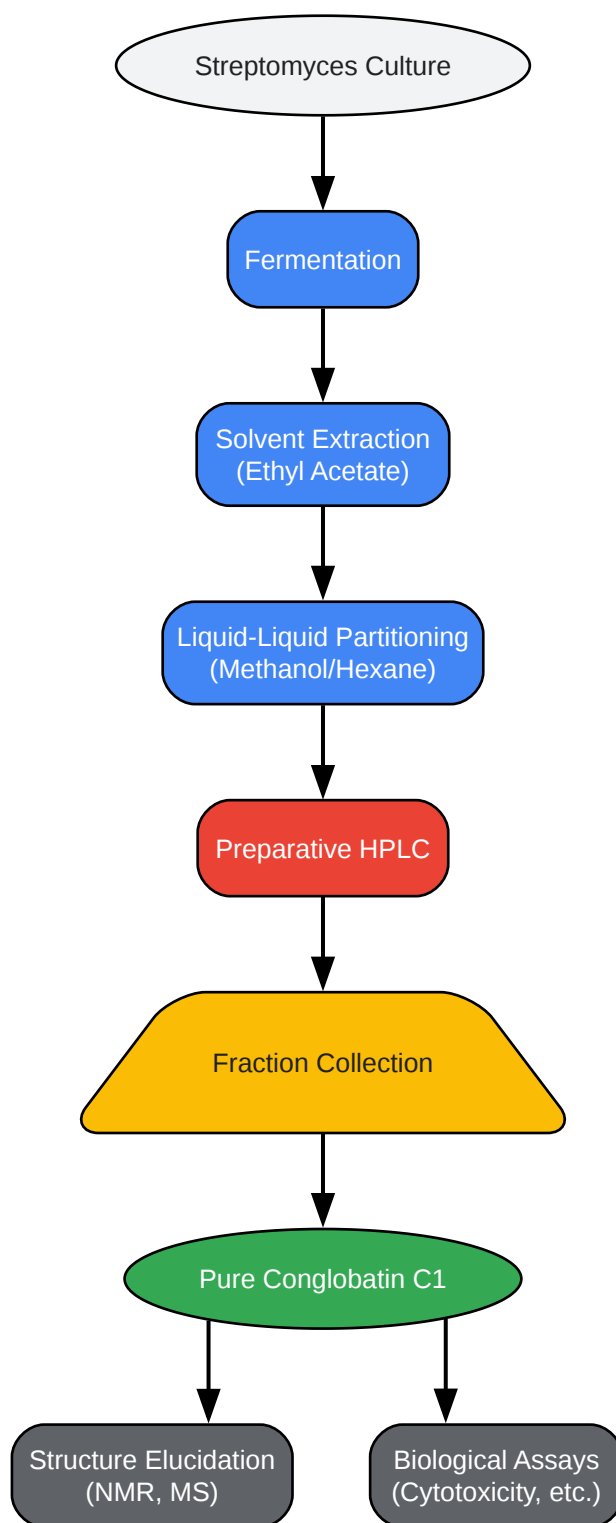 Streptomyces Culture
Fermentation
Solvent Extraction
(Ethyl Acetate)
Liquid-Liquid Partitioning
(Methanol/Hexane)
Preparative HPLC
Fraction Collection
Pure Conglobatin C1
Structure Elucidation
(NMR, MS)
Biological Assays
(Cytotoxicity, etc.)